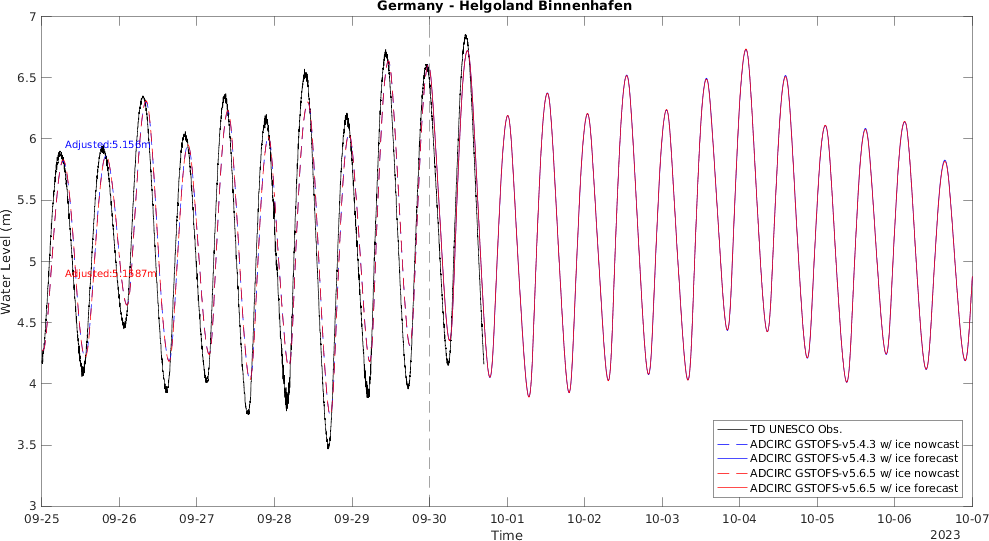 Germany - Helgoland Binnenhafen
7
6.5
6
5.5
5
4.5
4
3.5
3
Water Level (m)
Adjusted:5.156m
Adjusted:5.1587m
TD UNESCO Obs.
ADCIRC GSTOFS-v5.4.3 w/ ice nowcast
ADCIRC GSTOFS-v5.4.3 w/ ice forecast
ADCIRC GSTOFS-v5.6.5 w/ ice nowcast
ADCIRC GSTOFS-v5.6.5 w/ ice forecast
09-25 09-26 09-27 09-28 09-29 09-30 10-01 10-02 10-03 10-04 10-05 10-06 10-07
Time
2023